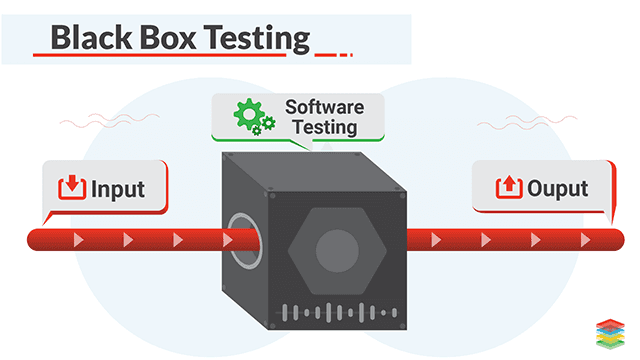 Black Box Testing
Software
Testing
Input
Ouput